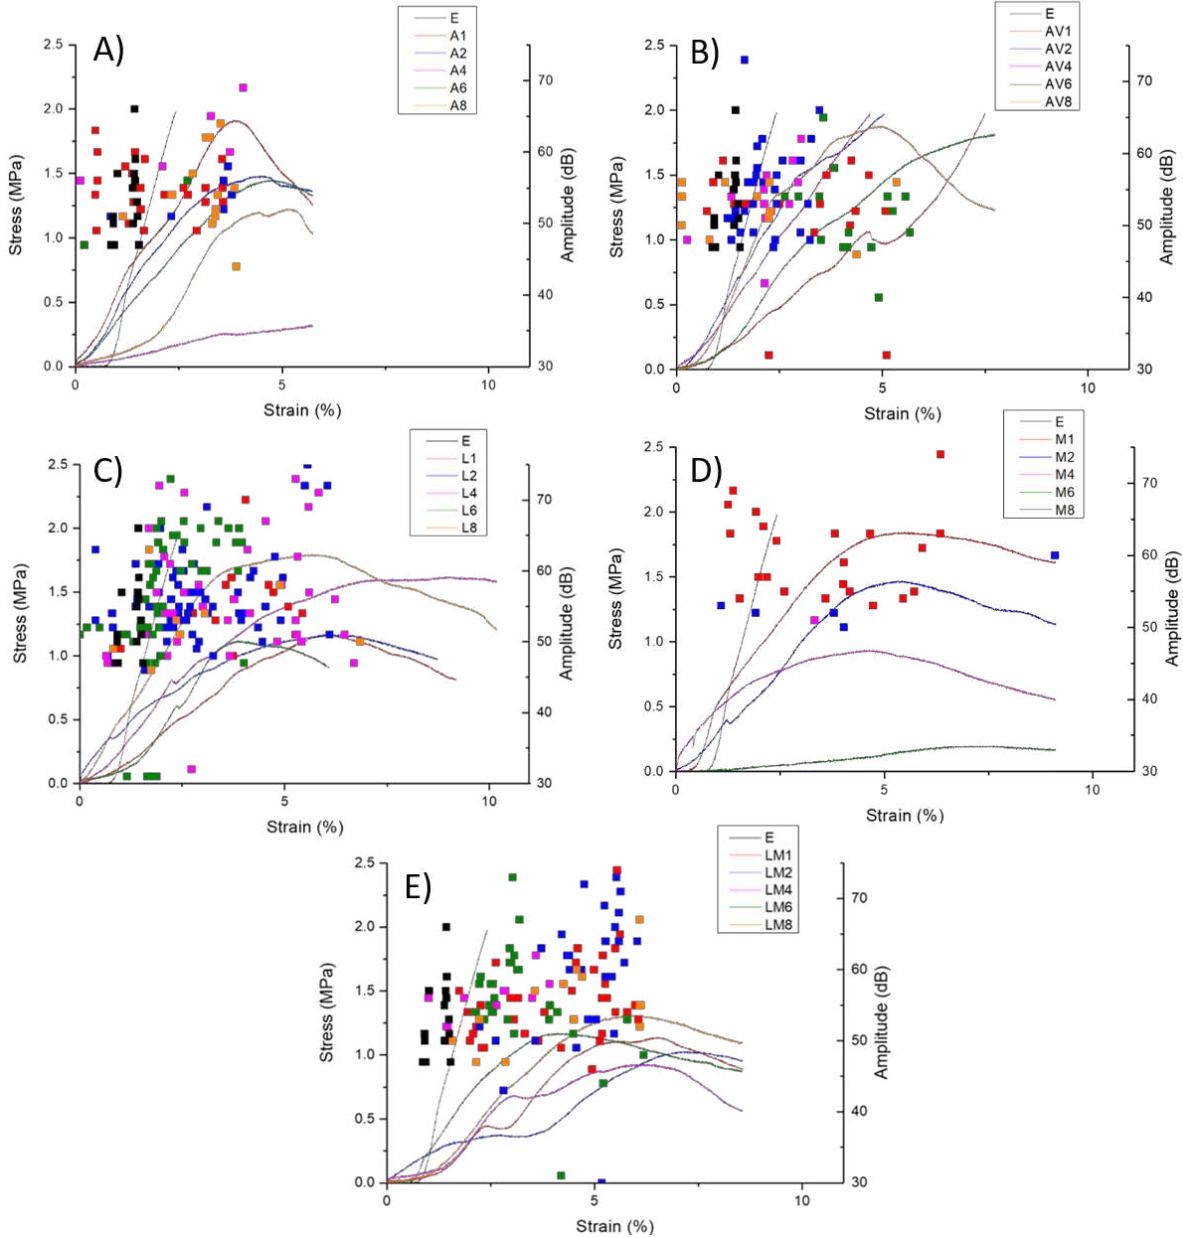 A)
E
A1
A2
A4
A6
A8
2.5
2.0
1.5
1.0
0.5
0.0
Stress (MPa)
0
5
10
Strain (%)
70
60
50
40
30
Amplitude (dB)
B)
E
AV1
AV2
AV4
AV6
AV8
2.5
2.0
1.5
1.0
0.5
0.0
Stress (MPa)
0
5
10
Strain (%)
70
60
50
40
30
Amplitude (dB)
C)
E
L1
L2
L4
L6
L8
2.5
2.0
1.5
1.0
0.5
0.0
Stress (MPa)
0
5
10
Strain (%)
70
60
50
40
30
Amplitude (dB)
D)
E
M1
M2
M4
M6
M8
2.5
2.0
1.5
1.0
0.5
0.0
Stress (MPa)
0
5
10
Strain (%)
70
60
50
40
30
Amplitude (dB)
E)
E
LM1
LM2
LM4
LM6
LM8
2.5
2.0
1.5
1.0
0.5
0.0
Stress (MPa)
0
5
10
Strain (%)
70
60
50
40
30
Amplitude (dB)